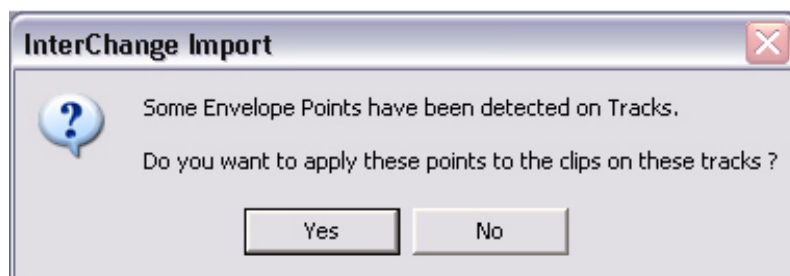 InterChange Import
Some Envelope Points have been detected on Tracks.
Do you want to apply these points to the clips on these tracks ?
Yes No